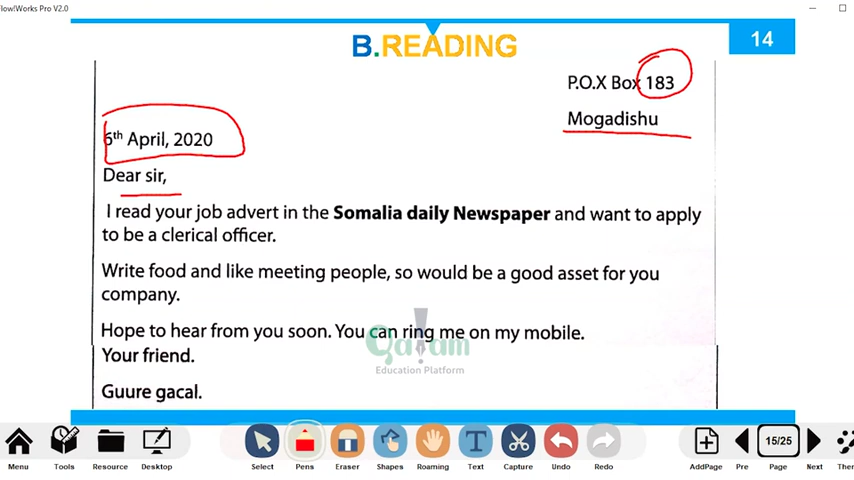 FlowIWorks Pro V2.0
B.READING
14
P.O.X Box 183
Mogadishu
6th April, 2020
Dear sir,
I read your job advert in the Somalia daily Newspaper and want to apply
to be a clerical officer.
Write food and like meeting people, so would be a good asset for you
company.
Hope to hear from you soon. You can ring me on my mobile.
Your friend.
Guure gacal.
Qalam
Education Platform
Menu Tools Resource Desktop Select Pens Eraser Shapes Roaming Text Capture Undo Redo AddPage Pre Page Next
15/25